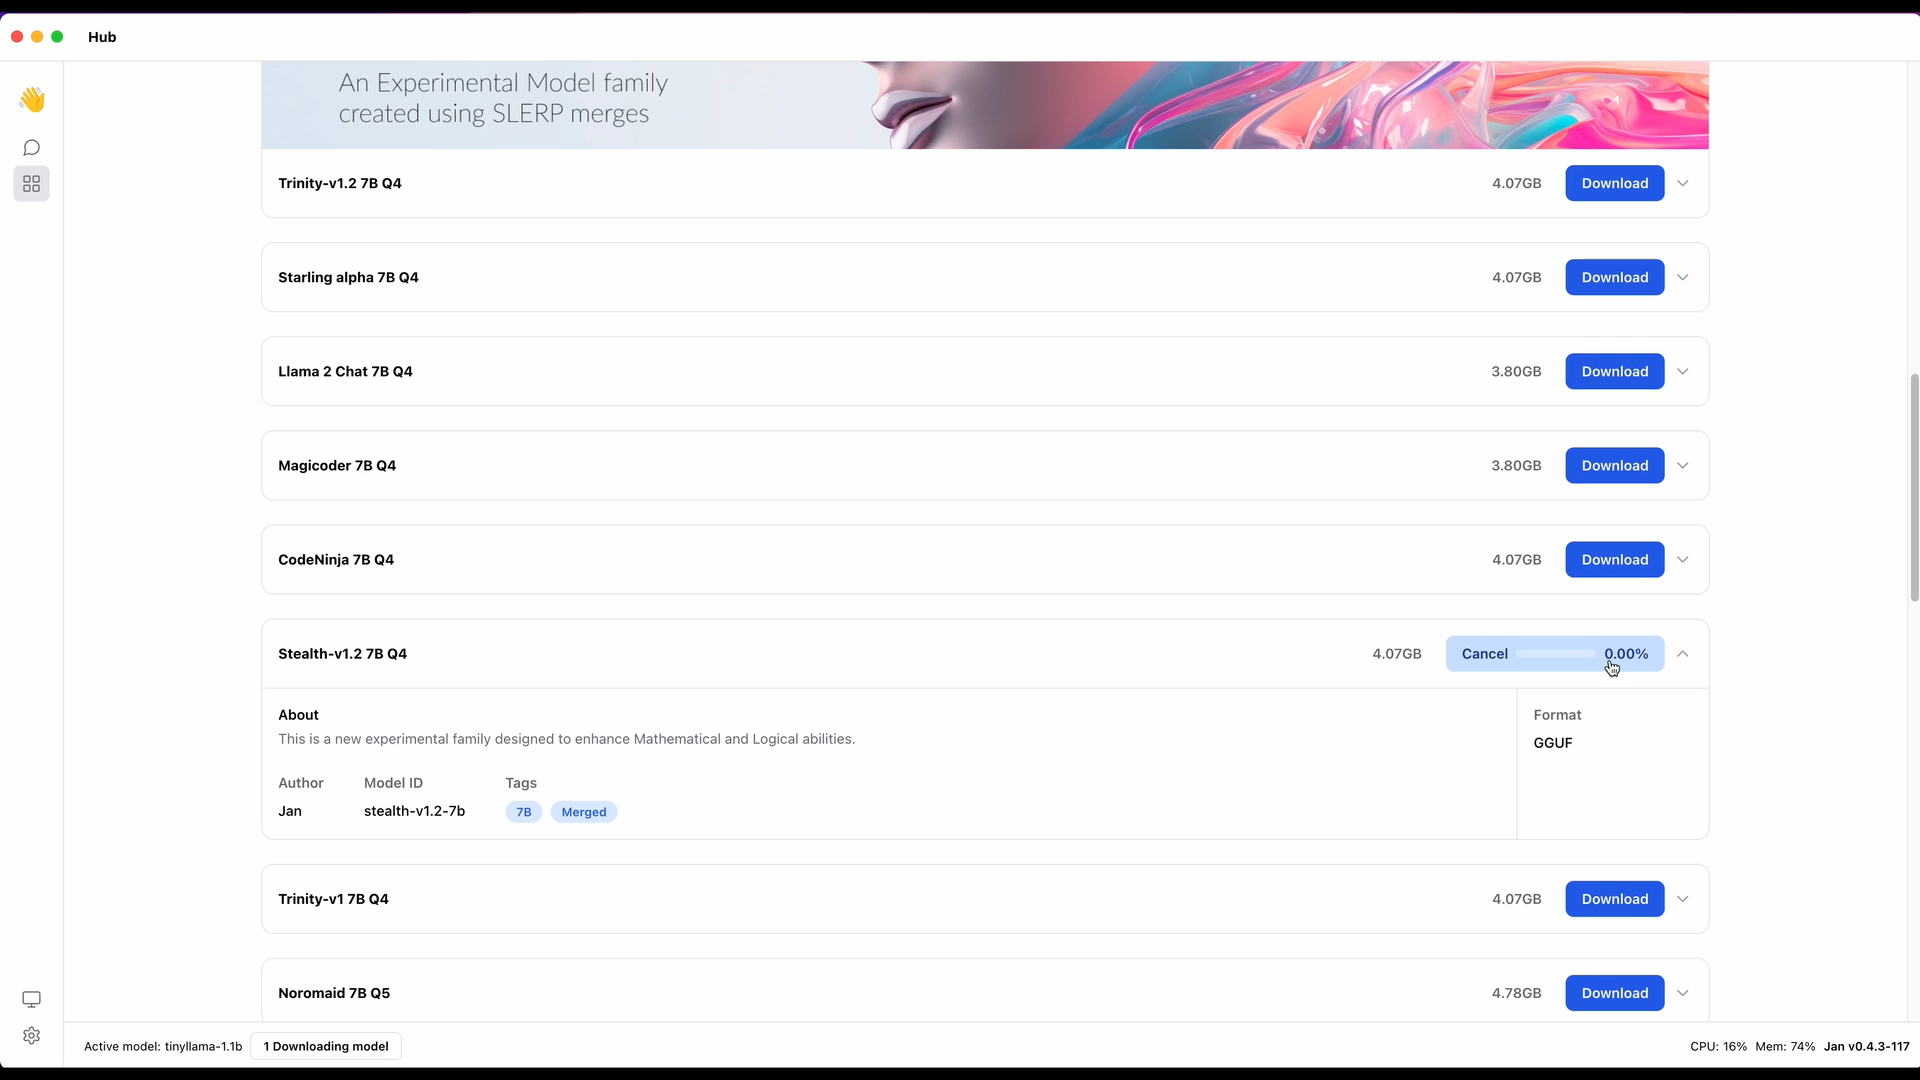 Hub
An Experimental Model family
created using SLERP merges
Trinity-v1.2 7B Q4
4.07GB
Download
Starling alpha 7B Q4
4.07GB
Download
Llama 2 Chat 7B Q4
3.80GB
Download
Magicoder 7B Q4
3.80GB
Download
CodeNinja 7B Q4
4.07GB
Download
Stealth-v1.2 7B Q4
4.07GB
Cancel
0.00%
About
This is a new experimental family designed to enhance Mathematical and Logical abilities.
Author
Model ID
Tags
Jan
stealth-v1.2-7b
7B
Merged
Format
GGUF
Trinity-v1 7B Q4
4.07GB
Download
Noromaid 7B Q5
4.78GB
Download
Active model: tinyllama-1.1b
1 Downloading model
CPU: 16%
Mem: 74%
Jan v0.4.3-117